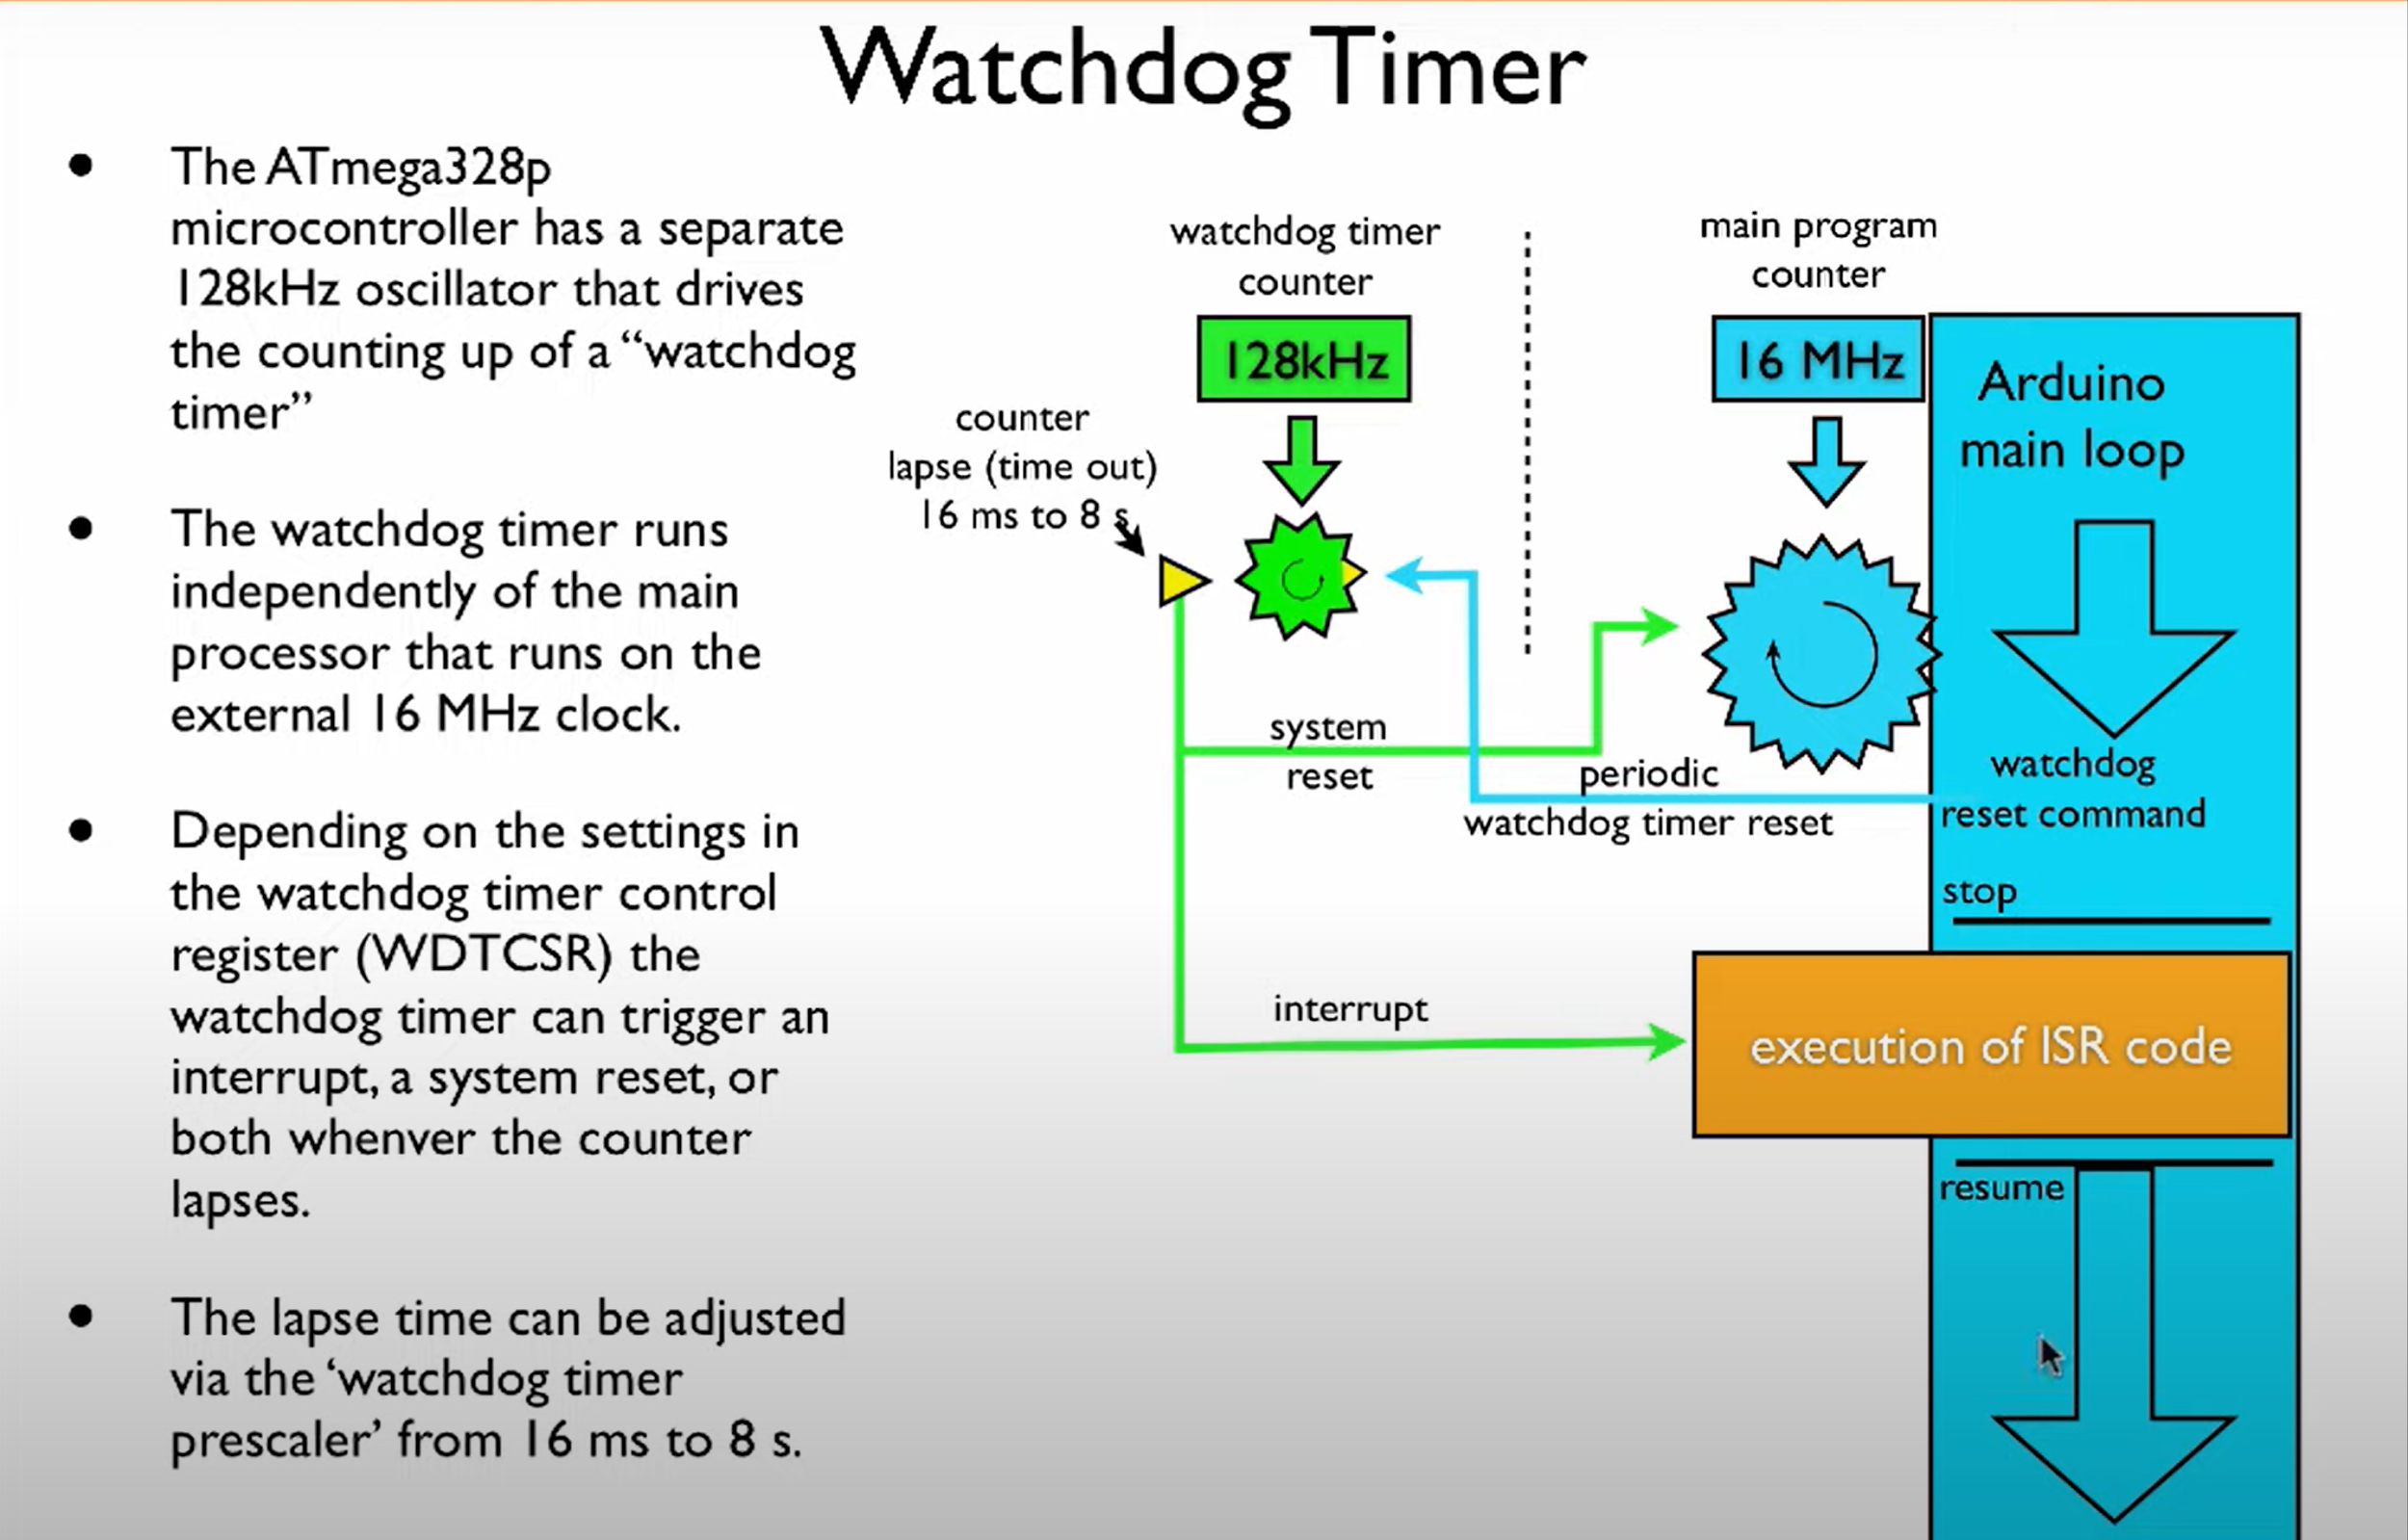 Watchdog Timer
• The ATmega328p
microcontroller has a separate
128kHz oscillator that drives
the counting up of a “watchdog
timer”
• The watchdog timer runs
independently of the main
processor that runs on the
external 16 MHz clock.
• Depending on the settings in
the watchdog timer control
register (WDTCSR) the
watchdog timer can trigger an
interrupt, a system reset, or
both whenver the counter
lapses.
• The lapse time can be adjusted
via the ‘watchdog timer
prescaler’ from 16 ms to 8 s.
watchdog timer
counter
128kHz
counter
lapse (time out)
16 ms to 8 s
main program
counter
16 MHz
Arduino
main loop
system
reset
periodic
watchdog timer reset
watchdog
reset command
stop
interrupt
execution of ISR code
resume